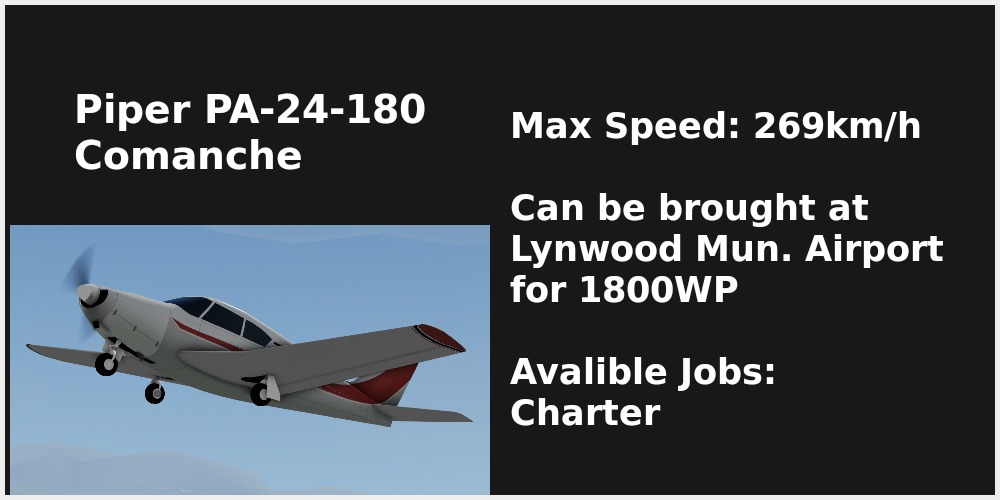 Piper PA-24-180
Comanche
Max Speed: 269km/h
Can be brought at
Lynwood Mun. Airport
for 1800WP
Avalible Jobs:
Charter